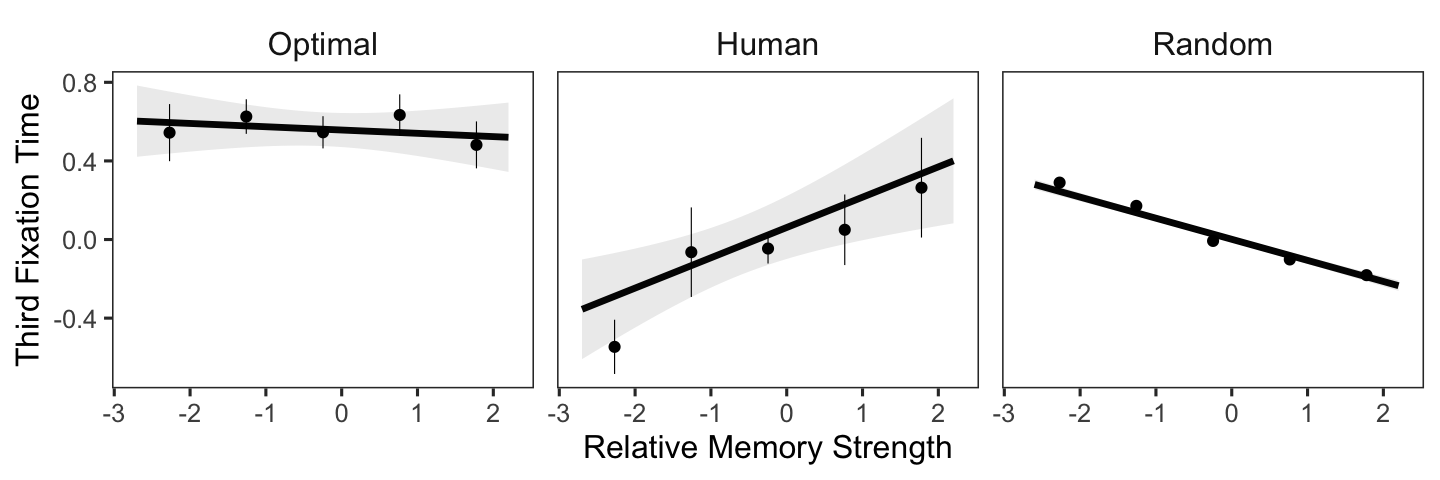 Optimal Human Random
Third Fixation Time
0.8
0.4
0.0
-0.4
-3 -2 -1 0 1 2 -3 -2 -1 0 1 2 -3 -2 -1 0 1 2
Relative Memory Strength